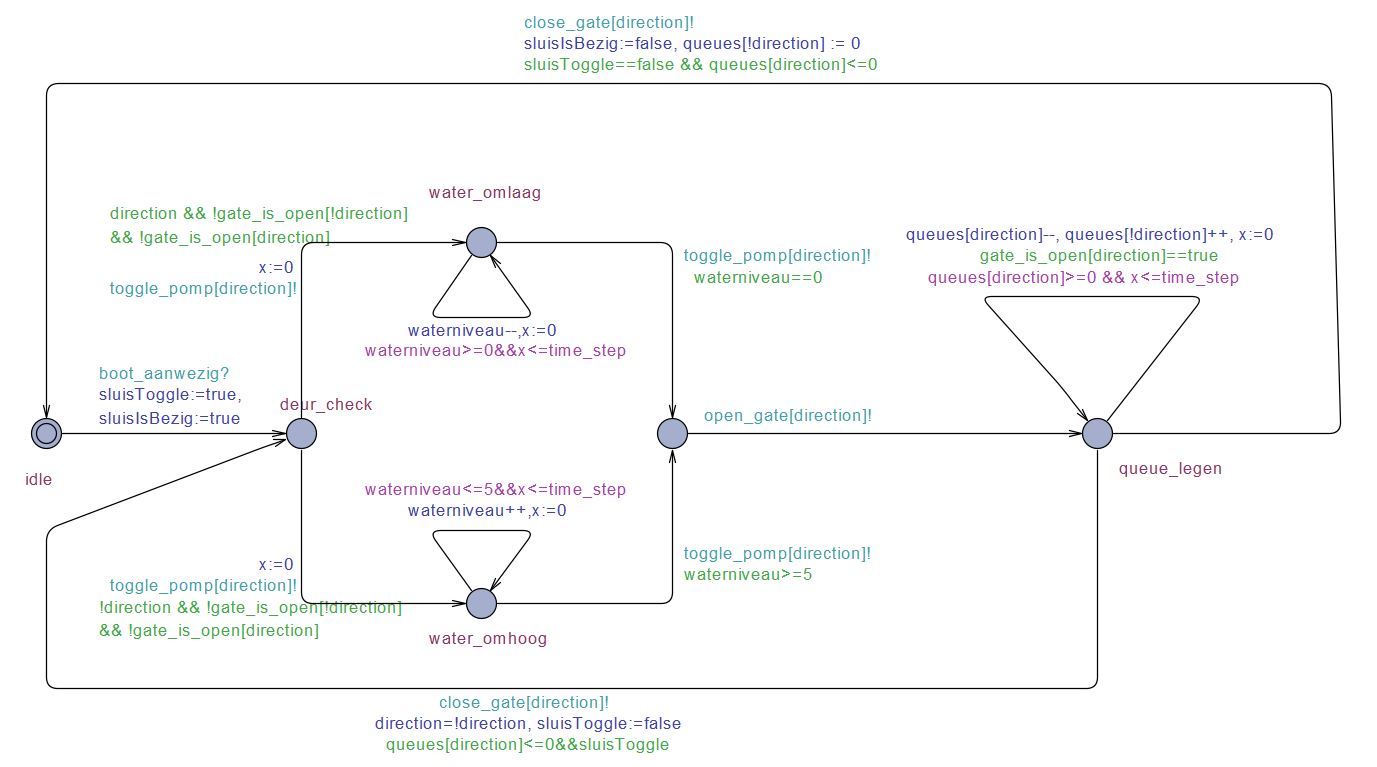 close_gate[direction]!
sluisIsBezig:=false, queues[!direction] := 0
sluisToggle==false && queues[direction]<=0
water_omlaag
direction && !gate_is_open[!direction]
&& !gate_is_open[direction]
x:=0
toggle_pomp[direction]!
toggle_pomp[direction]!
waterniveau==0
queues[direction]--, queues[!direction]++, x:=0
gate_is_open[direction]==true
queues[direction]>=0 && x<=time_step
waterniveau--,x:=0
waterniveau>=0&&x<=time_step
boot_aanwezig?
sluisToggle:=true,
sluisIsBezig:=true
deur_check
open_gate[direction]!
idle
queue_legen
waterniveau<=5&&x<=time_step
waterniveau++,x:=0
x:=0
toggle_pomp[direction]!
!direction && !gate_is_open[!direction]
&& !gate_is_open[direction]
toggle_pomp[direction]!
waterniveau>=5
water_omhoog
close_gate[direction]!
direction=!direction, sluisToggle:=false
queues[direction]<=0&&sluisToggle